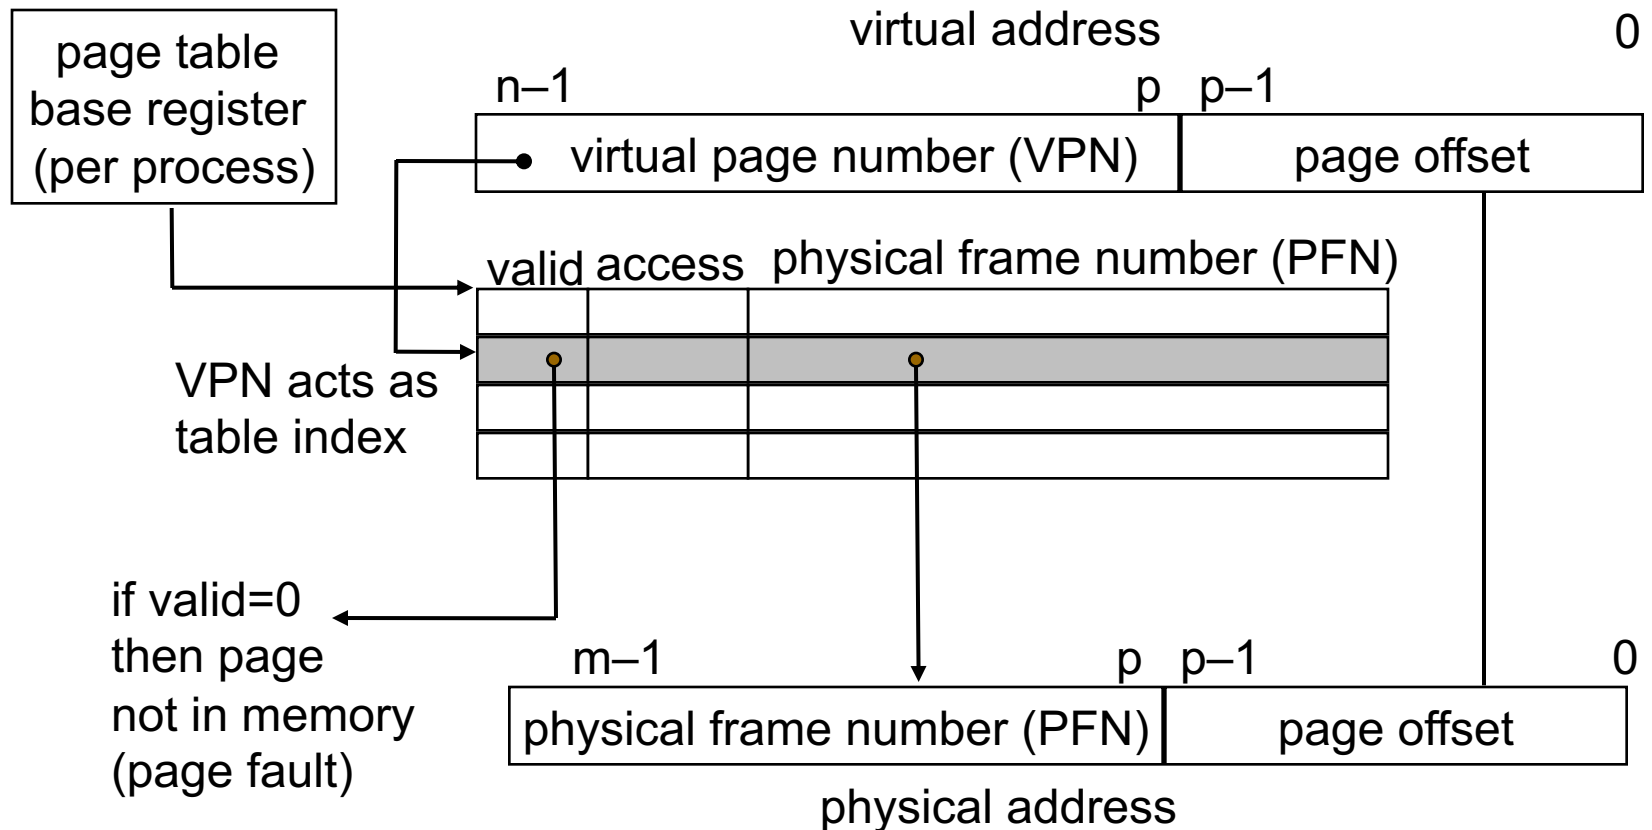 page table
base register
(per process)
virtual address
0
n–1
p
p–1
virtual page number (VPN)
page offset
valid
access
physical frame number (PFN)
VPN acts as
table index
if valid=0
then page
not in memory
(page fault)
m–1
p
p–1
0
physical frame number (PFN)
page offset
physical address